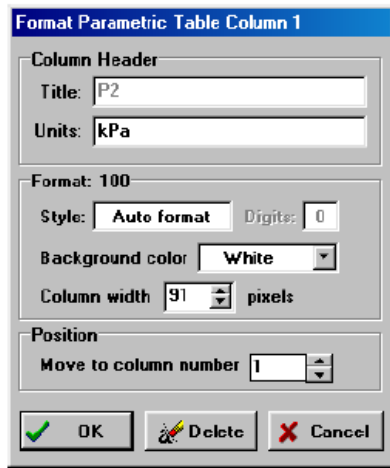 Format Parametric Table Column 1
Column Header
Title: P2
Units: kPa
Format: 100
Style: Auto format Digits: 0
Background color White
Column width 91 pixels
Position
Move to column number 1
OK Delete Cancel